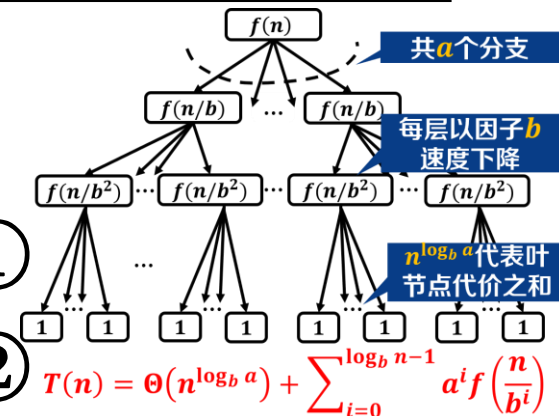 f(n)
共a个分支
f(n/b) ... f(n/b)
每层以因子b
速度下降
f(n/b²) ... f(n/b²) ... f(n/b²) ... f(n/b²)
n^{log_b a}代表叶
节点代价之和
... ...
... ... ... ...
1 1 1 1 1 1 1 1
2
T(n) = Θ(n^{log_b a}) + ∑_{i=0}^{log_b n−1} a^i f(n/b^i)